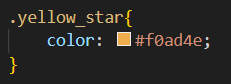 .yellow_star{
    color: #f0ad4e;
}